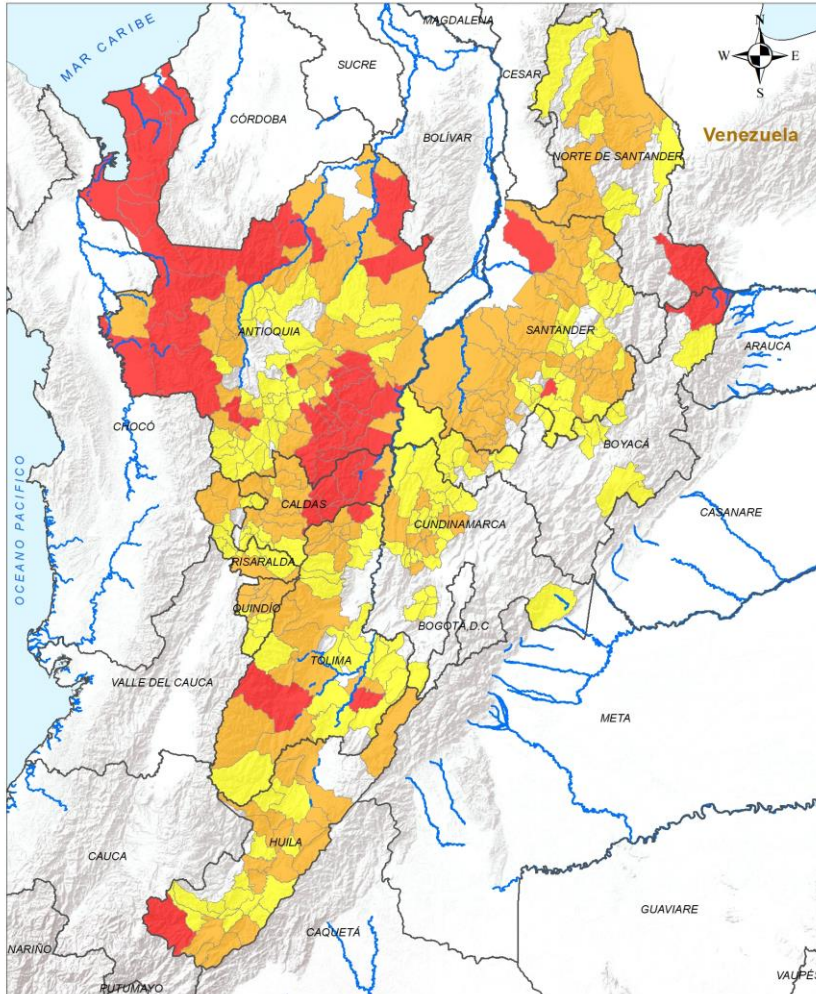 MAGDALENA
MAR CARIBE
N
W E
S
SUCRE
CESAR
CÓRDOBA
BOLÍVAR
Venezuela
NORTE DE SANTANDER
ANTIOQUIA
SANTANDER
ARAUCA
CHOCÓ
BOYACÁ
CALDAS
CASANARE
CUNDINAMARCA
OCEANO PACIFICO
RISARALDA
QUINDÍO
BOGOTÁ, D.C
TOLIMA
VALLE DEL CAUCA
META
HUILA
CAUCA
GUAVIARE
CAQUETÁ
NARIÑO
VAUPÉS
PUTUMAYO